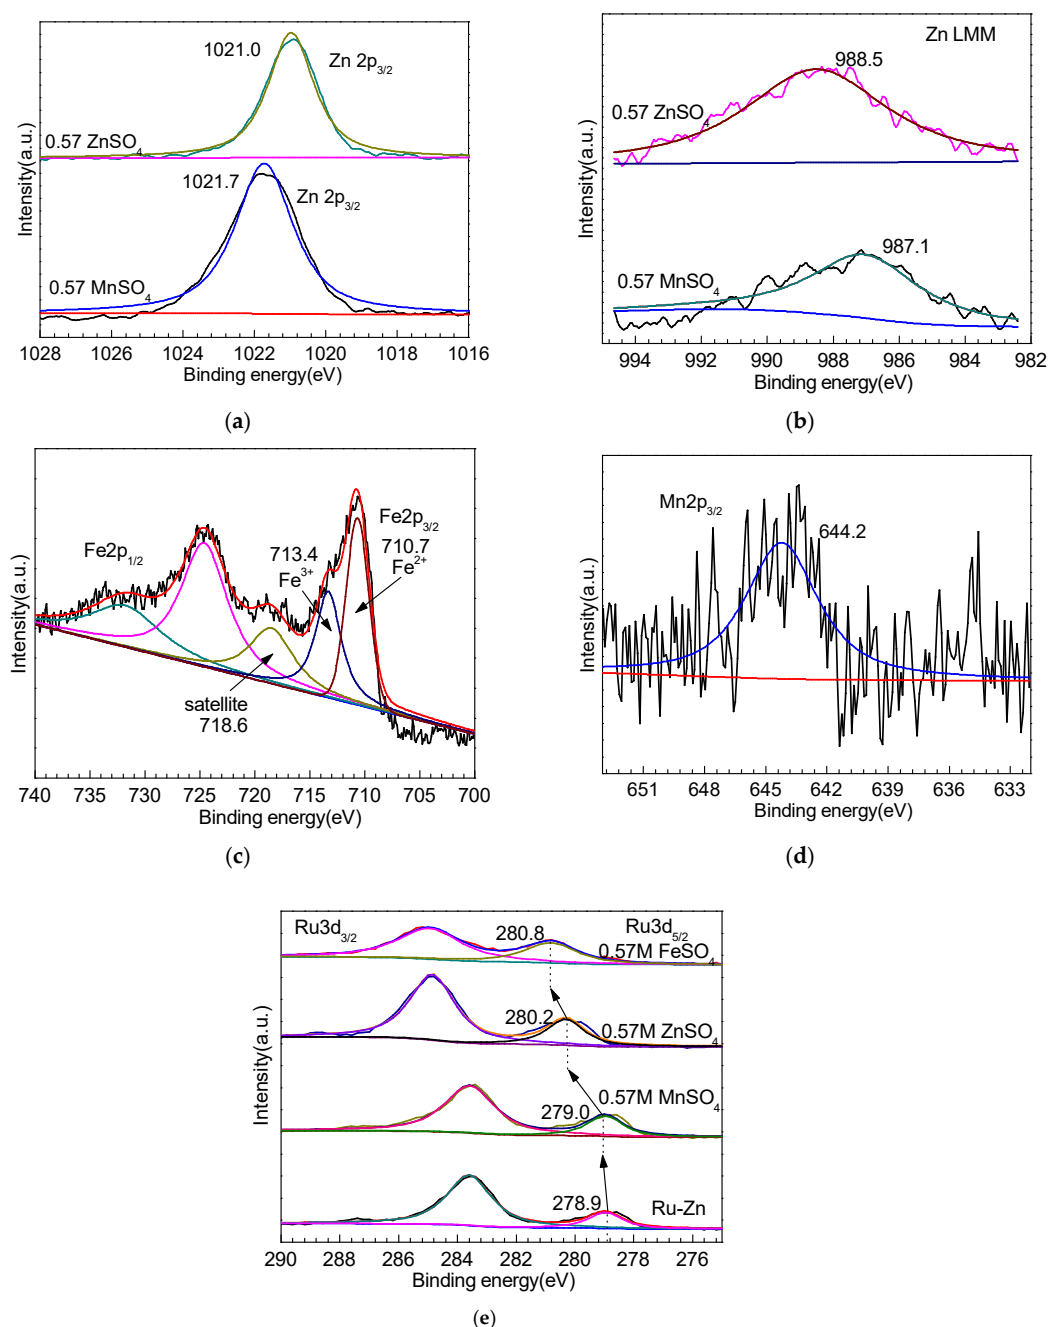 1021.0
Zn 2p3/2
0.57 ZnSO4
1021.7
Zn 2p3/2
0.57 MnSO4
Intensity(a.u.)
1028 1026 1024 1022 1020 1018 1016
Binding energy(eV)
(a)
Zn LMM
988.5
0.57 ZnSO4
987.1
0.57 MnSO4
Intensity(a.u.)
994 992 990 988 986 984 982
Binding energy(eV)
(b)
Fe2p3/2
710.7
Fe2+
713.4
Fe3+
Fe2p1/2
satellite
718.6
Intensity(a.u.)
740 735 730 725 720 715 710 705 700
Binding energy(eV)
(c)
Mn2p3/2
644.2
Intensity(a.u.)
651 648 645 642 639 636 633
Binding energy(eV)
(d)
Ru3d3/2
Ru3d5/2
280.8
0.57M FeSO4
280.2
0.57M ZnSO4
279.0
0.57M MnSO4
278.9
Ru-Zn
Intensity(a.u.)
290 288 286 284 282 280 278 276
Binding energy(eV)
(e)